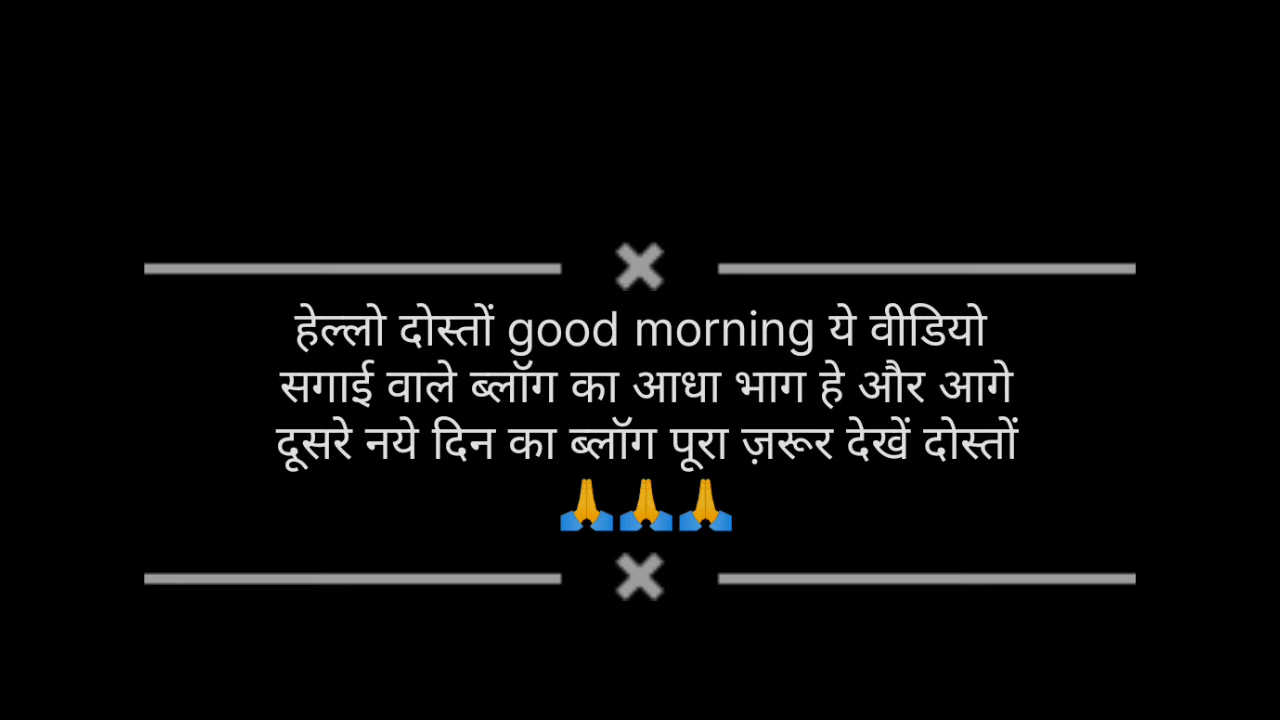 हेल्लो दोस्तों good morning ये वीडियो
सगाई वाले ब्लॉग का आधा भाग हे और आगे
दूसरे नये दिन का ब्लॉग पूरा ज़रूर देखें दोस्तों
🙏🙏🙏